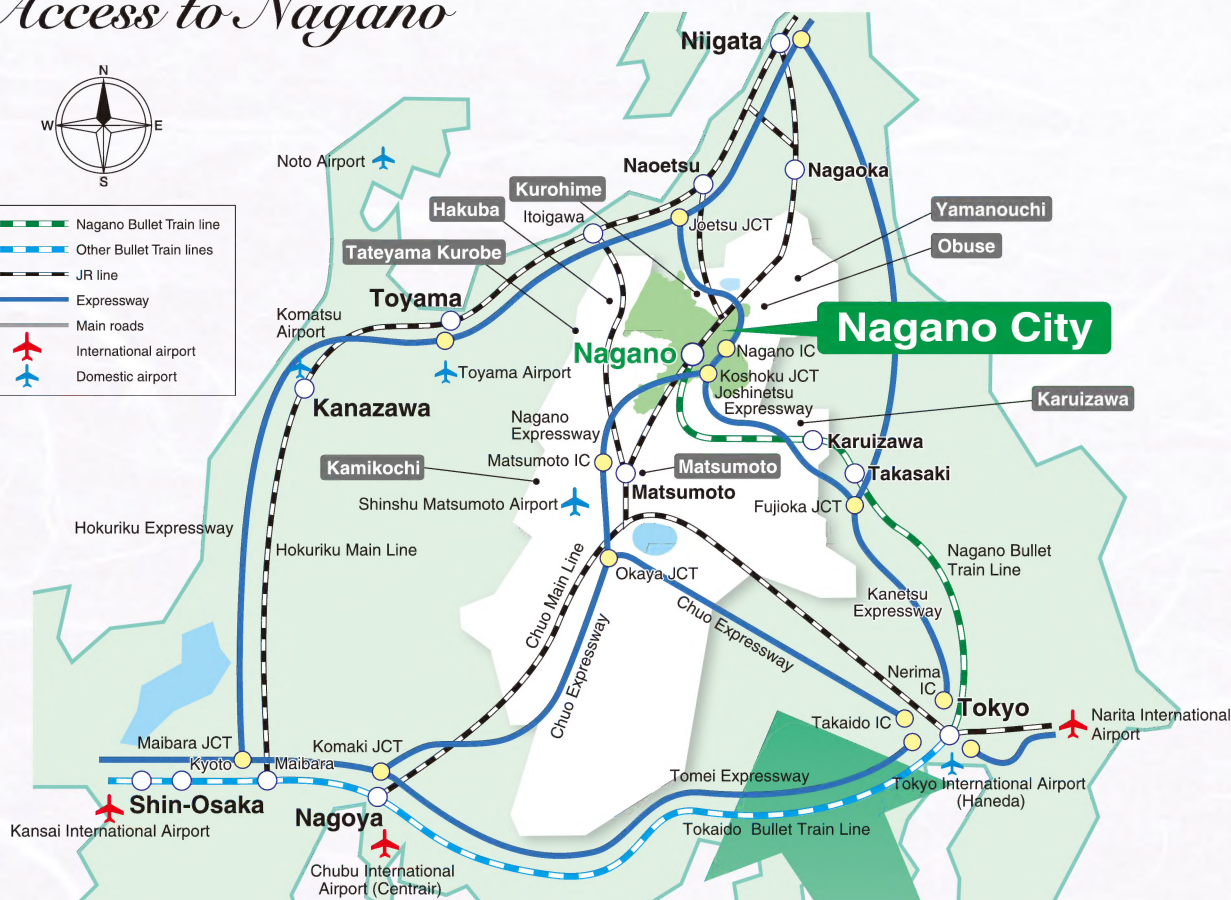 Access to Nagano
N
W
E
S
Nagano Bullet Train line
Other Bullet Train lines
JR line
Expressway
Main roads
International airport
Domestic airport
Niigata
Noto Airport
Naoetsu
Nagaoka
Kurohime
Hakuba
Itoigawa
Joetsu JCT
Yamanouchi
Obuse
Tateyama Kurobe
Toyama
Komatsu
Airport
Nagano City
Nagano
Nagano IC
Koshoku JCT
Toyama Airport
Joshinetsu
Expressway
Kanazawa
Karuizawa
Nagano
Expressway
Karuizawa
Matsumoto IC
Kamikochi
Matsumoto
Takasaki
Matsumoto
Shinshu Matsumoto Airport
Fujioka JCT
Hokuriku Expressway
Hokuriku Main Line
Nagano Bullet
Train Line
Chuo Main Line
Okaya JCT
Kanetsu
Expressway
Chuo Expressway
Chuo Expressway
Nerima
IC
Tokyo
Takaido IC
Narita International
Airport
Maibara JCT
Komaki JCT
Kyoto
Maibara
Tomei Expressway
Tokyo International Airport
(Haneda)
Shin-Osaka
Nagoya
Kansai International Airport
Tokaido Bullet Train Line
Chubu International
Airport (Centrair)